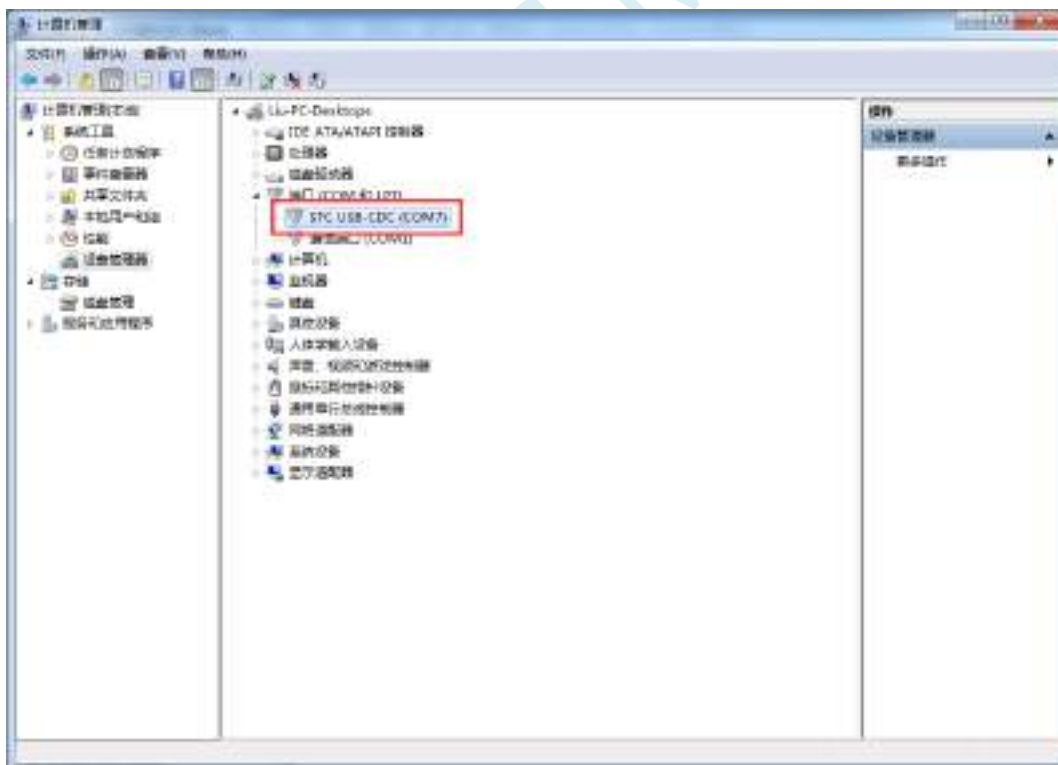 计算机管理
文件(F) 操作(A) 查看(V) 帮助(H)
计算机管理(本地)
系统工具
任务计划程序
事件查看器
共享文件夹
本地用户和组
性能
设备管理器
存储
磁盘管理
服务和应用程序
Liu-PC-Desktops
IDE ATA/ATAPI 控制器
处理器
磁盘驱动器
端口 (COM 和 LPT)
STC USB-CDC (COM7)
通信端口 (COM1)
计算机
监视器
键盘
其他设备
人体学输入设备
声音、视频和游戏控制器
鼠标和其他指针设备
通用串行总线控制器
网络适配器
系统设备
显示适配器
操作
设备管理器
更多操作